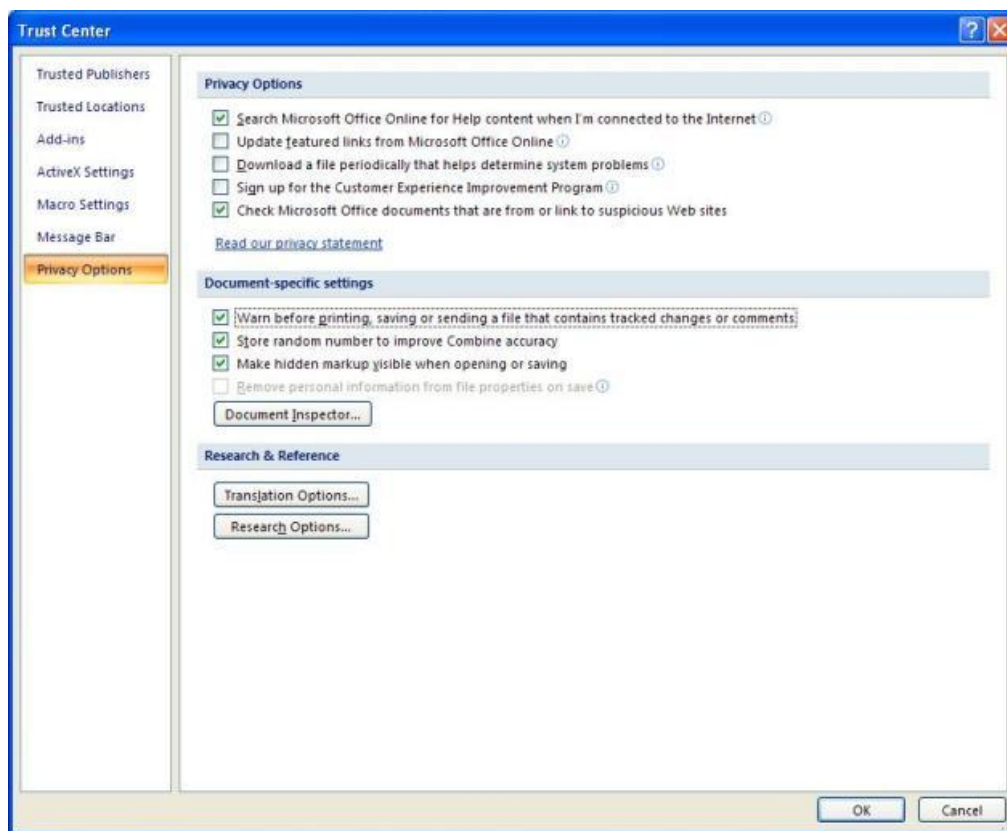 Trust Center
Trusted Publishers
Trusted Locations
Add-ins
ActiveX Settings
Macro Settings
Message Bar
Privacy Options
Privacy Options
Search Microsoft Office Online for Help content when I'm connected to the Internet
Update featured links from Microsoft Office Online
Download a file periodically that helps determine system problems
Sign up for the Customer Experience Improvement Program
Check Microsoft Office documents that are from or link to suspicious Web sites
Read our privacy statement
Document-specific settings
Warn before printing, saving or sending a file that contains tracked changes or comments
Store random number to improve Combine accuracy
Make hidden markup visible when opening or saving
Remove personal information from file properties on save
Document Inspector...
Research & Reference
Translation Options...
Research Options...
OK Cancel